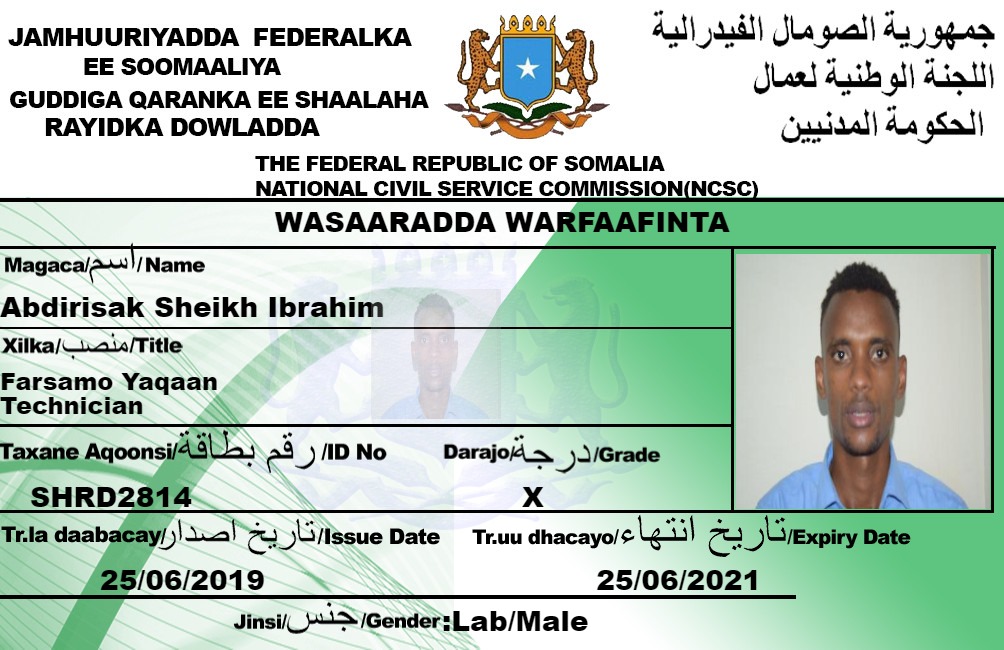 JAMHUURIYADDA FEDERALKA
EE SOOMAALIYA
GUDDIGA QARANKA EE SHAALAHA
RAYIDKA DOWLADDA
جمهورية الصومال الفيدرالية
اللجنة الوطنية لعمال
الحكومة المدنيين
THE FEDERAL REPUBLIC OF SOMALIA
NATIONAL CIVIL SERVICE COMMISSION(NCSC)
WASAARADDA WARFAAFINTA
Magaca/اسم/Name
Abdirisak Sheikh Ibrahim
Xilka/منصب/Title
Farsamo Yaqaan
Technician
Taxane Aqoonsi/رقم بطاقة/ID No
Darajo/درجة/Grade
SHRD2814
X
Tr.la daabacay/تاريخ اصدار/Issue Date
Tr.uu dhacayo/تاريخ انتهاء/Expiry Date
25/06/2019
25/06/2021
Jinsi/جنس/Gender:Lab/Male